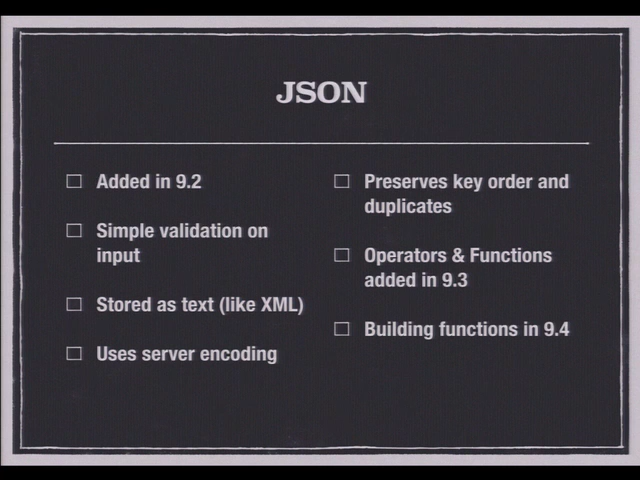 JSON
Added in 9.2
Simple validation on
input
Stored as text (like XML)
Uses server encoding
Preserves key order and
duplicates
Operators & Functions
added in 9.3
Building functions in 9.4